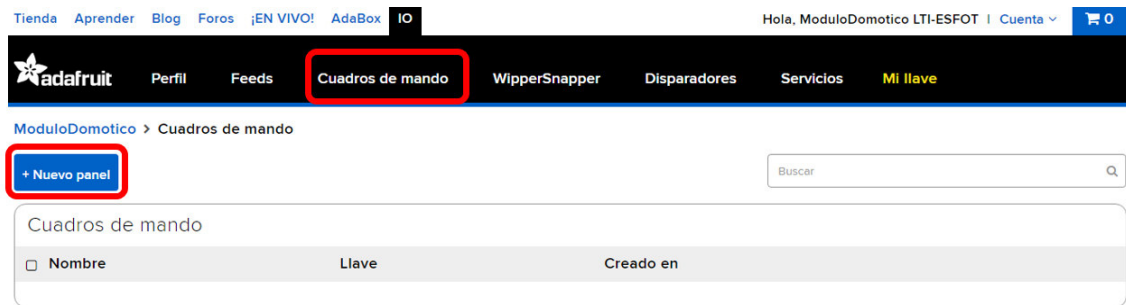 Tienda Aprender Blog Foros ¡EN VIVO! AdaBox IO Hola, ModuloDomotico LTI-ESFOT | Cuenta 0
adafruit Perfil Feeds Cuadros de mando WipperSnapper Disparadores Servicios Mi llave
ModuloDomotico > Cuadros de mando
+ Nuevo panel Buscar
Cuadros de mando
Nombre Llave Creado en